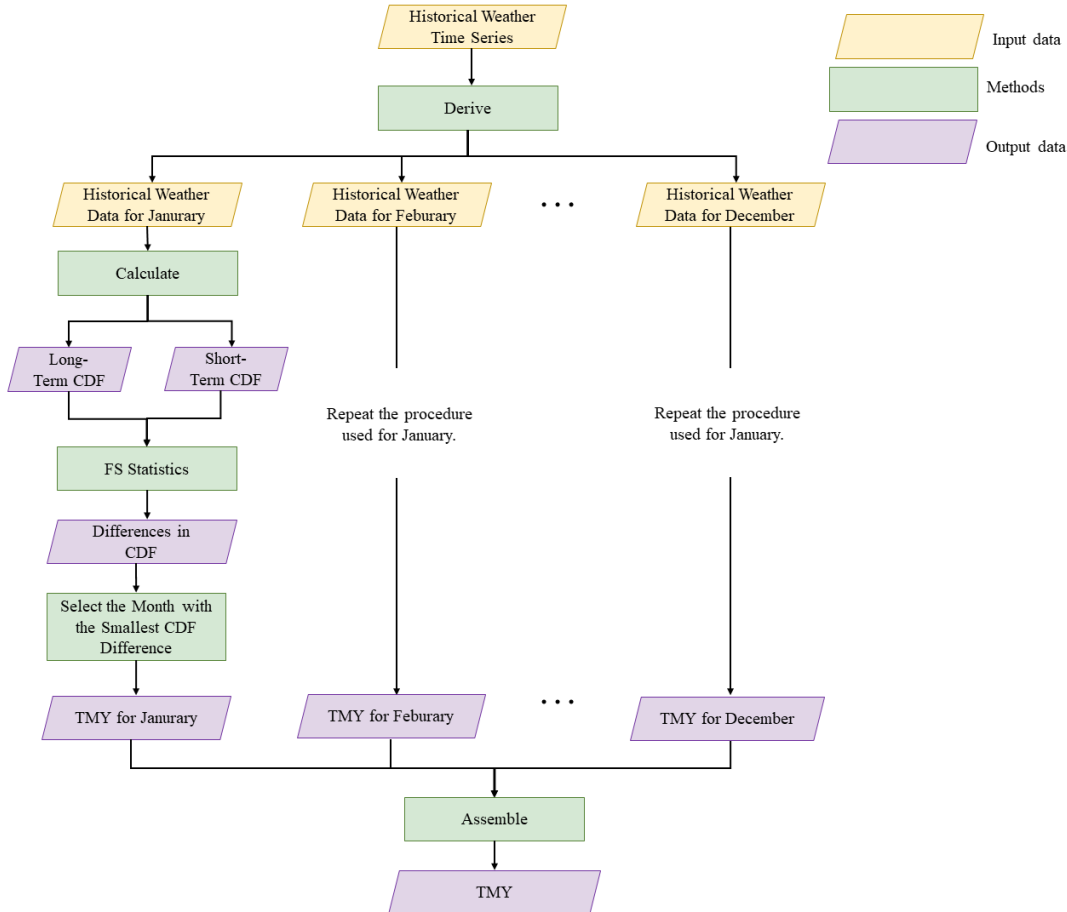 Historical Weather
Time Series
Input data
Methods
Output data
Derive
Historical Weather
Data for Janurary
Historical Weather
Data for Feburary
...
Historical Weather
Data for December
Calculate
Long-
Term CDF
Short-
Term CDF
Repeat the procedure
used for January.
Repeat the procedure
used for January.
FS Statistics
Differences in
CDF
Select the Month with
the Smallest CDF
Difference
TMY for Janurary
TMY for Feburary
...
TMY for December
Assemble
TMY